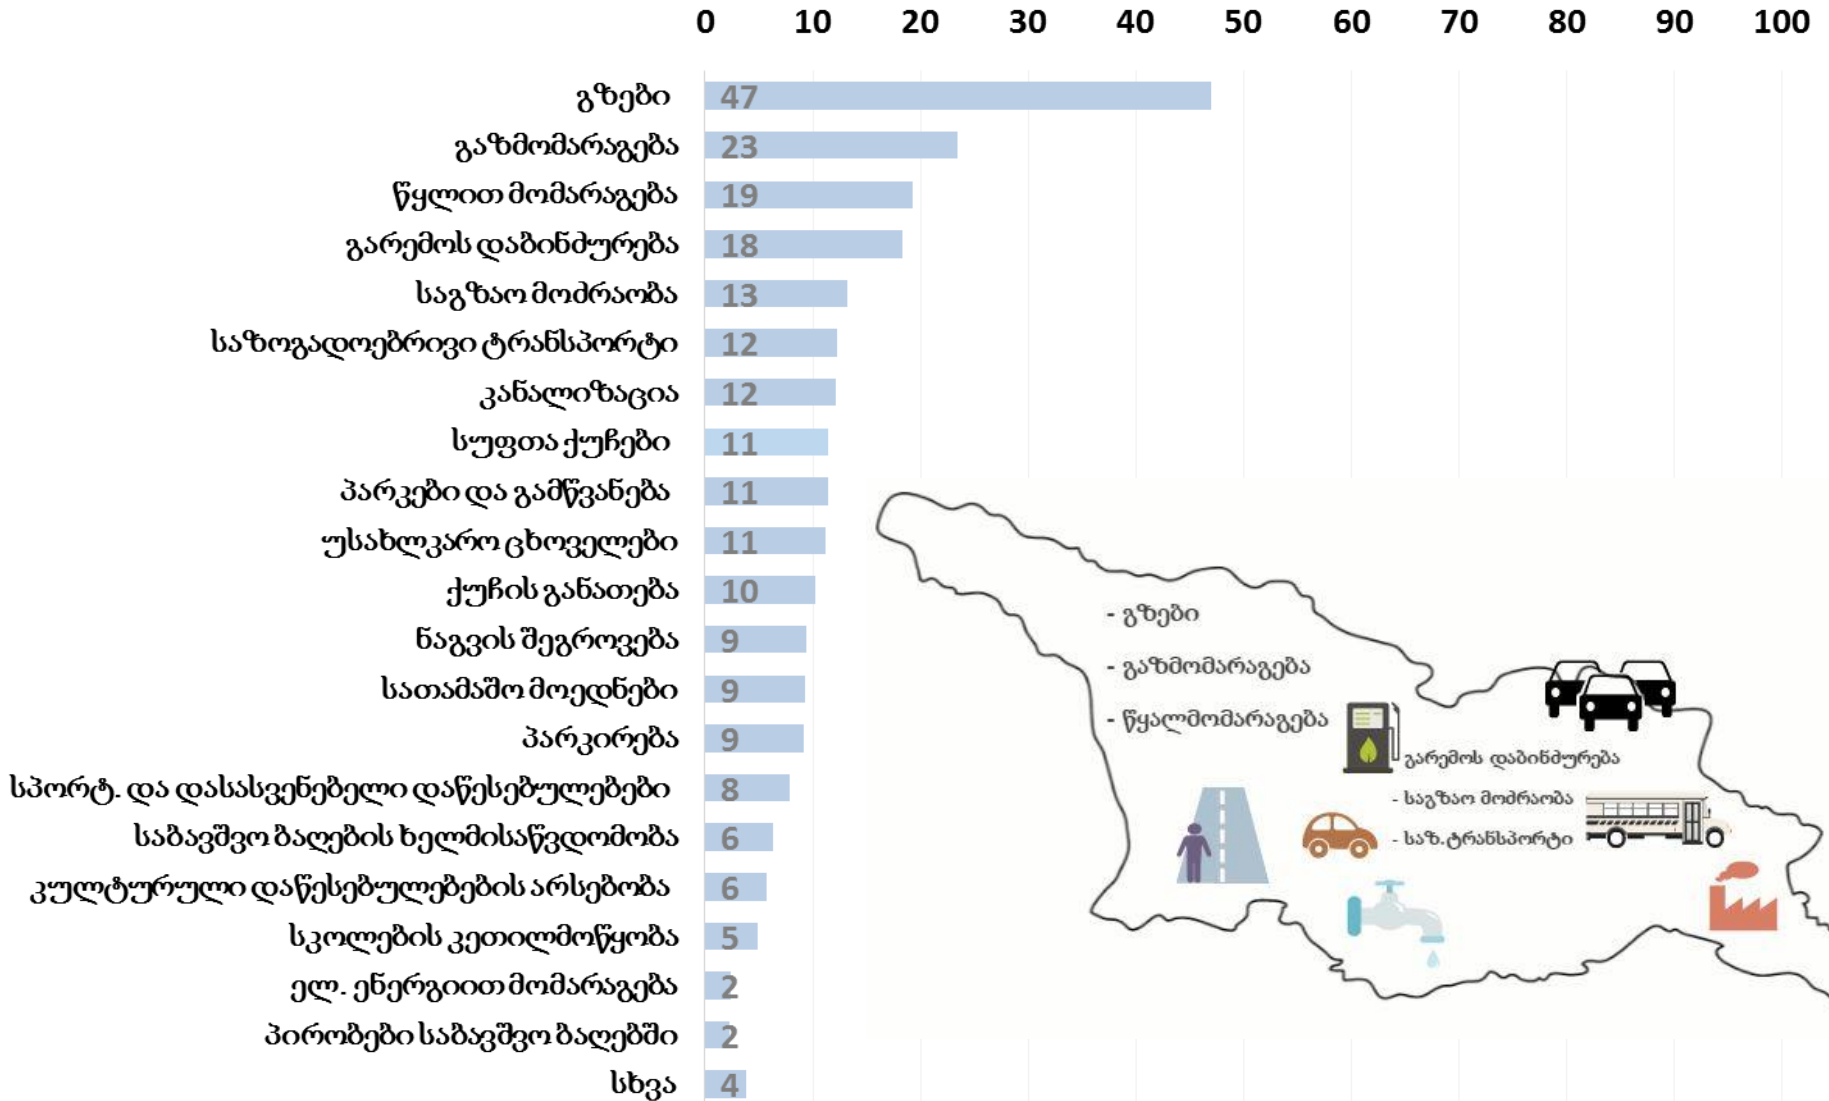 0 10 20 30 40 50 60 70 80 90 100
გზები 47
გაზმომარაგება 23
წყლით მომარაგება 19
გარემოს დაბინძურება 18
საგზაო მოძრაობა 13
საზოგადოებრივი ტრანსპორტი 12
კანალიზაცია 12
სუფთა ქუჩები 11
პარკები და გამწვანება 11
უსახლკარო ცხოველები 11
ქუჩის განათება 10
ნაგვის შეგროვება 9
სათამაშო მოედნები 9
პარკირება 9
სპორტ. და დასასვენებელი დაწესებულებები 8
საბავშვო ბაღების ხელმისაწვდომობა 6
კულტურული დაწესებულებების არსებობა 6
სკოლების კეთილმოწყობა 5
ელ. ენერგიით მომარაგება 2
პირობები საბავშვო ბაღებში 2
სხვა 4
- გზები
- გაზმომარაგება
- წყალმომარაგება
გარემოს დაბინძურება
- საგზაო მოძრაობა
- საზ.ტრანსპორტი